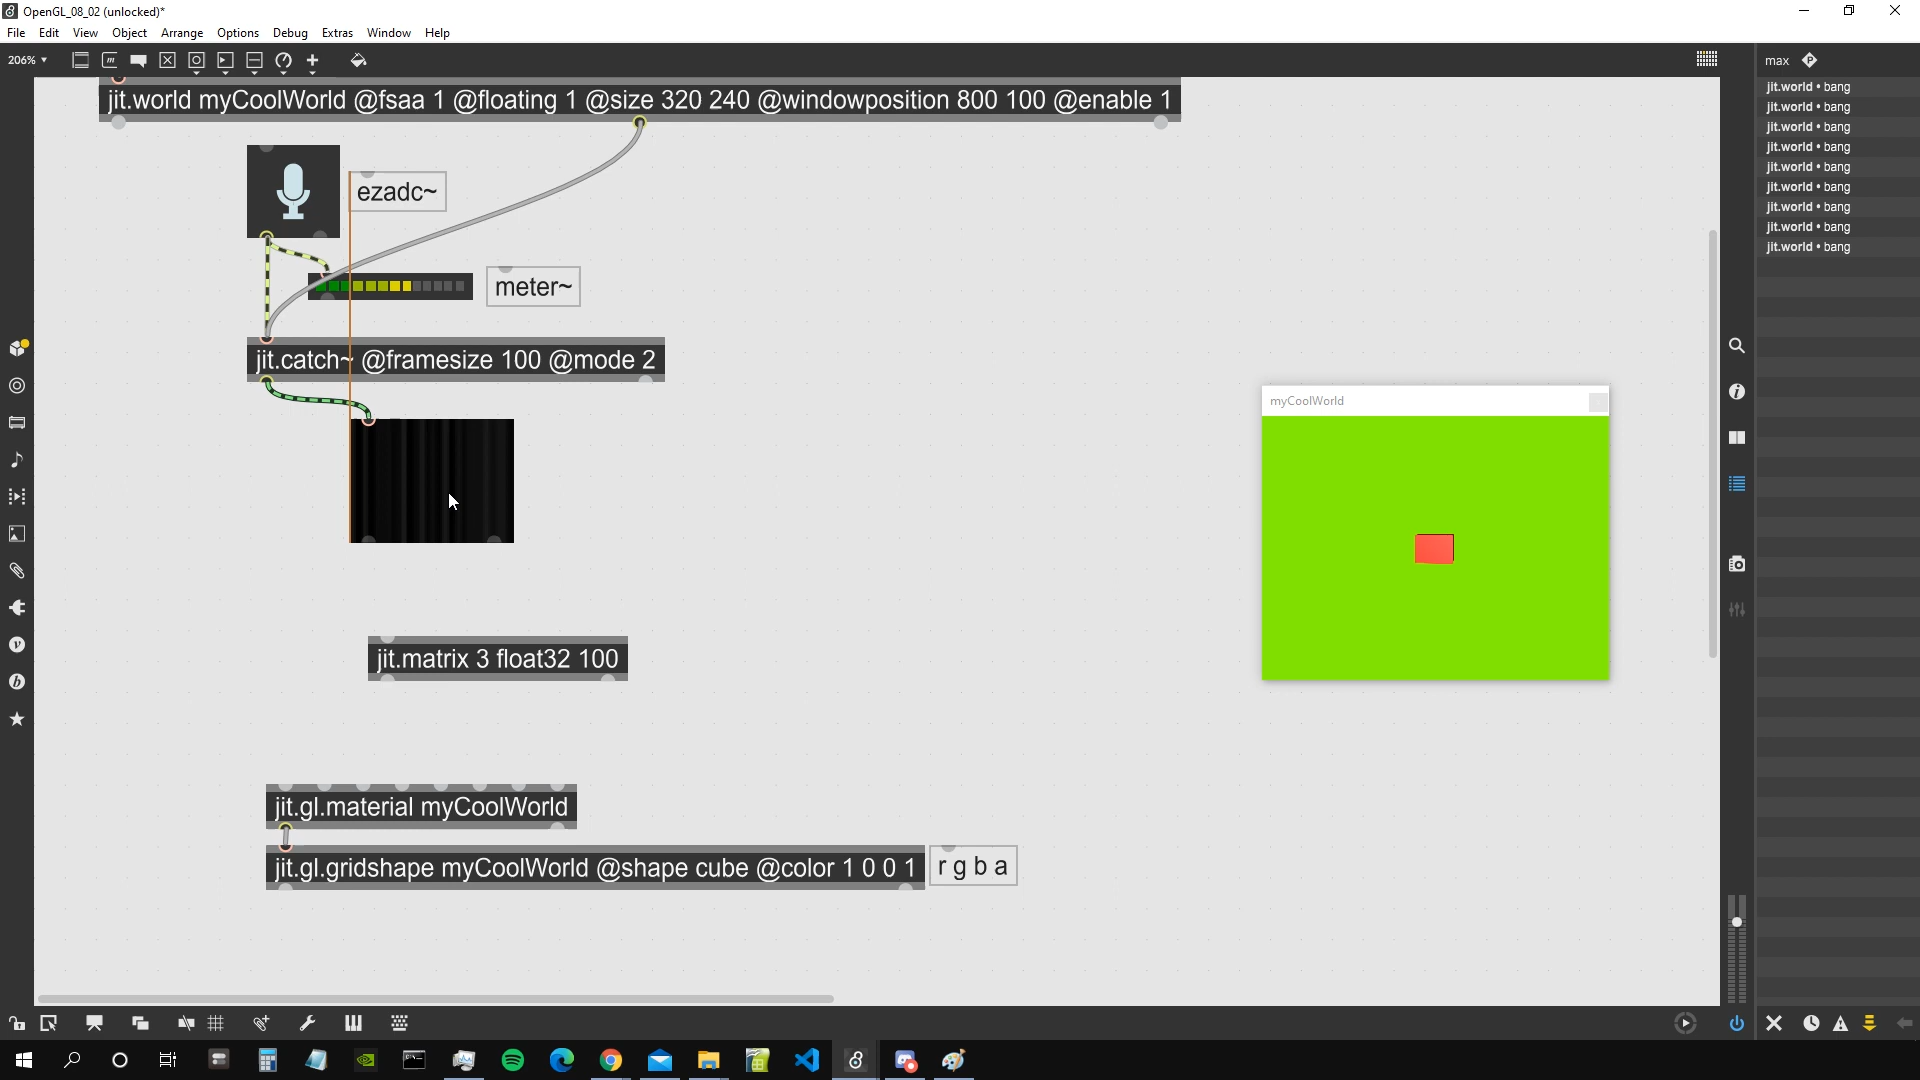 OpenGL_08_02 (unlocked)*
File Edit View Object Arrange Options Debug Extras Window Help
206%
max
jit.world myCoolWorld @fsaa 1 @floating 1 @size 320 240 @windowposition 800 100 @enable 1
jit.world • bang
jit.world • bang
jit.world • bang
jit.world • bang
jit.world • bang
jit.world • bang
jit.world • bang
jit.world • bang
jit.world • bang
ezadc~
meter~
jit.catch~ @framesize 100 @mode 2
myCoolWorld
jit.matrix 3 float32 100
jit.gl.material myCoolWorld
jit.gl.gridshape myCoolWorld @shape cube @color 1 0 0 1
r g b a